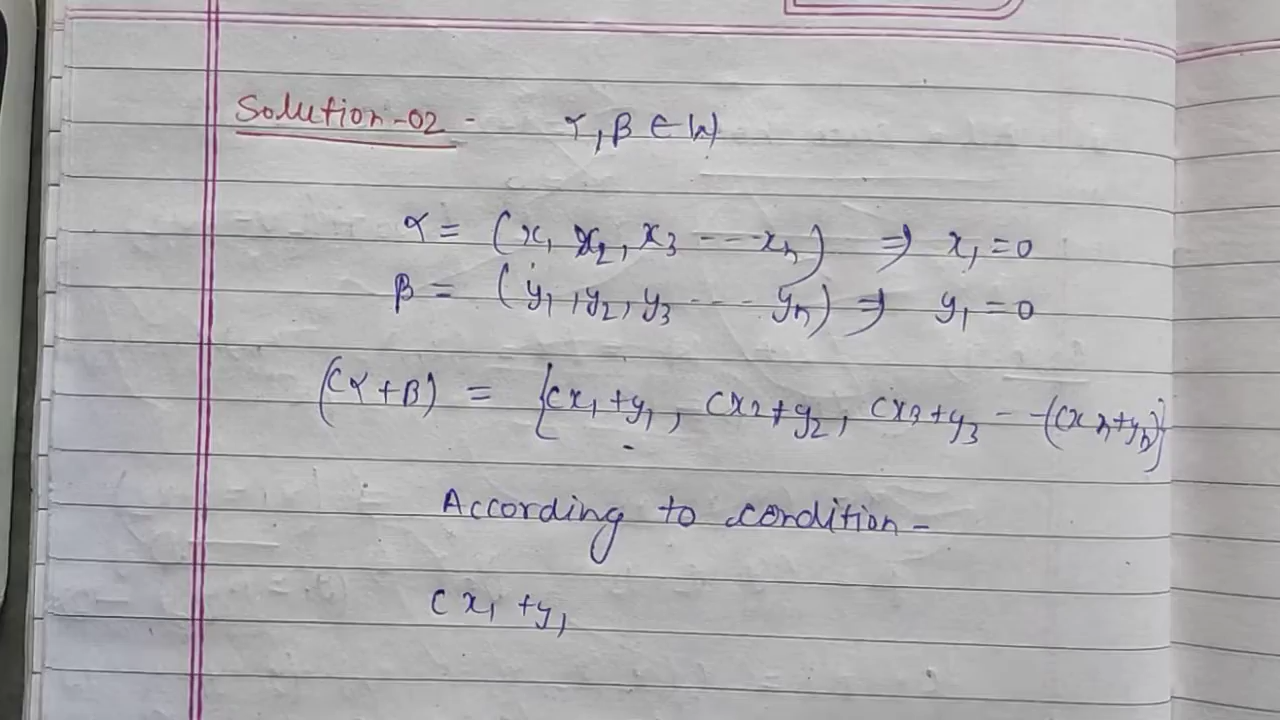 Solution-02 - α, β ∈ W
α = (x₁ x₂, x₃ ---xₙ) ⇒ x₁ = 0
β = (y₁, y₂, y₃ ---- yₙ) ⇒ y₁ = 0
(cα+β) = {cx₁+y₁, cx₂+y₂, cx₃+y₃ --(cxₙ+yₙ)}
According to condition -
cx₁ + y₁